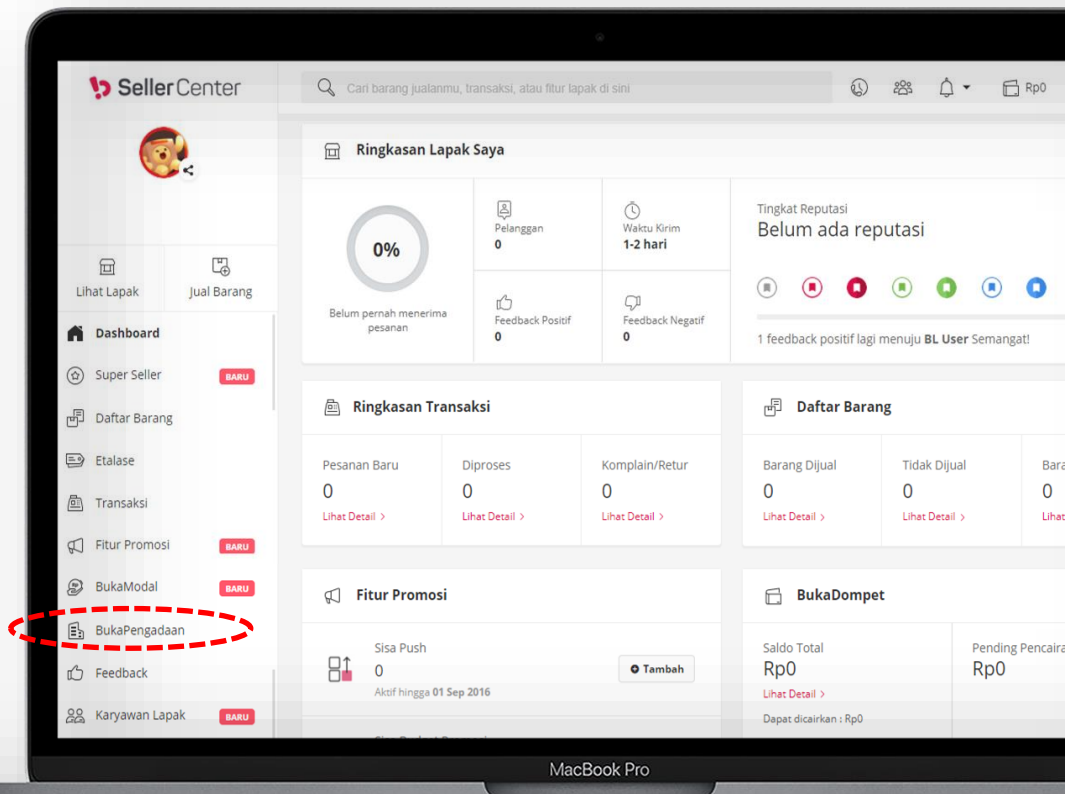 SellerCenter
Cari barang jualanmu, transaksi, atau fitur lapak di sini
Rp0
Lihat Lapak
Jual Barang
Dashboard
Super Seller
BARU
Daftar Barang
Etalase
Transaksi
Fitur Promosi
BARU
BukaModal
BARU
BukaPengadaan
Feedback
Karyawan Lapak
BARU
Ringkasan Lapak Saya
0%
Belum pernah menerima
pesanan
Pelanggan
0
Waktu Kirim
1-2 hari
Feedback Positif
0
Feedback Negatif
0
Tingkat Reputasi
Belum ada reputasi
1 feedback positif lagi menuju BL User Semangat!
Ringkasan Transaksi
Pesanan Baru
0
Lihat Detail >
Diproses
0
Lihat Detail >
Komplain/Retur
0
Lihat Detail >
Daftar Barang
Barang Dijual
0
Lihat Detail >
Tidak Dijual
0
Lihat Detail >
Bara
0
Lihat
Fitur Promosi
Sisa Push
0
Aktif hingga 01 Sep 2016
Tambah
BukaDompet
Saldo Total
Rp0
Lihat Detail >
Dapat dicairkan : Rp0
Pending Pencaira
Rp0
MacBook Pro